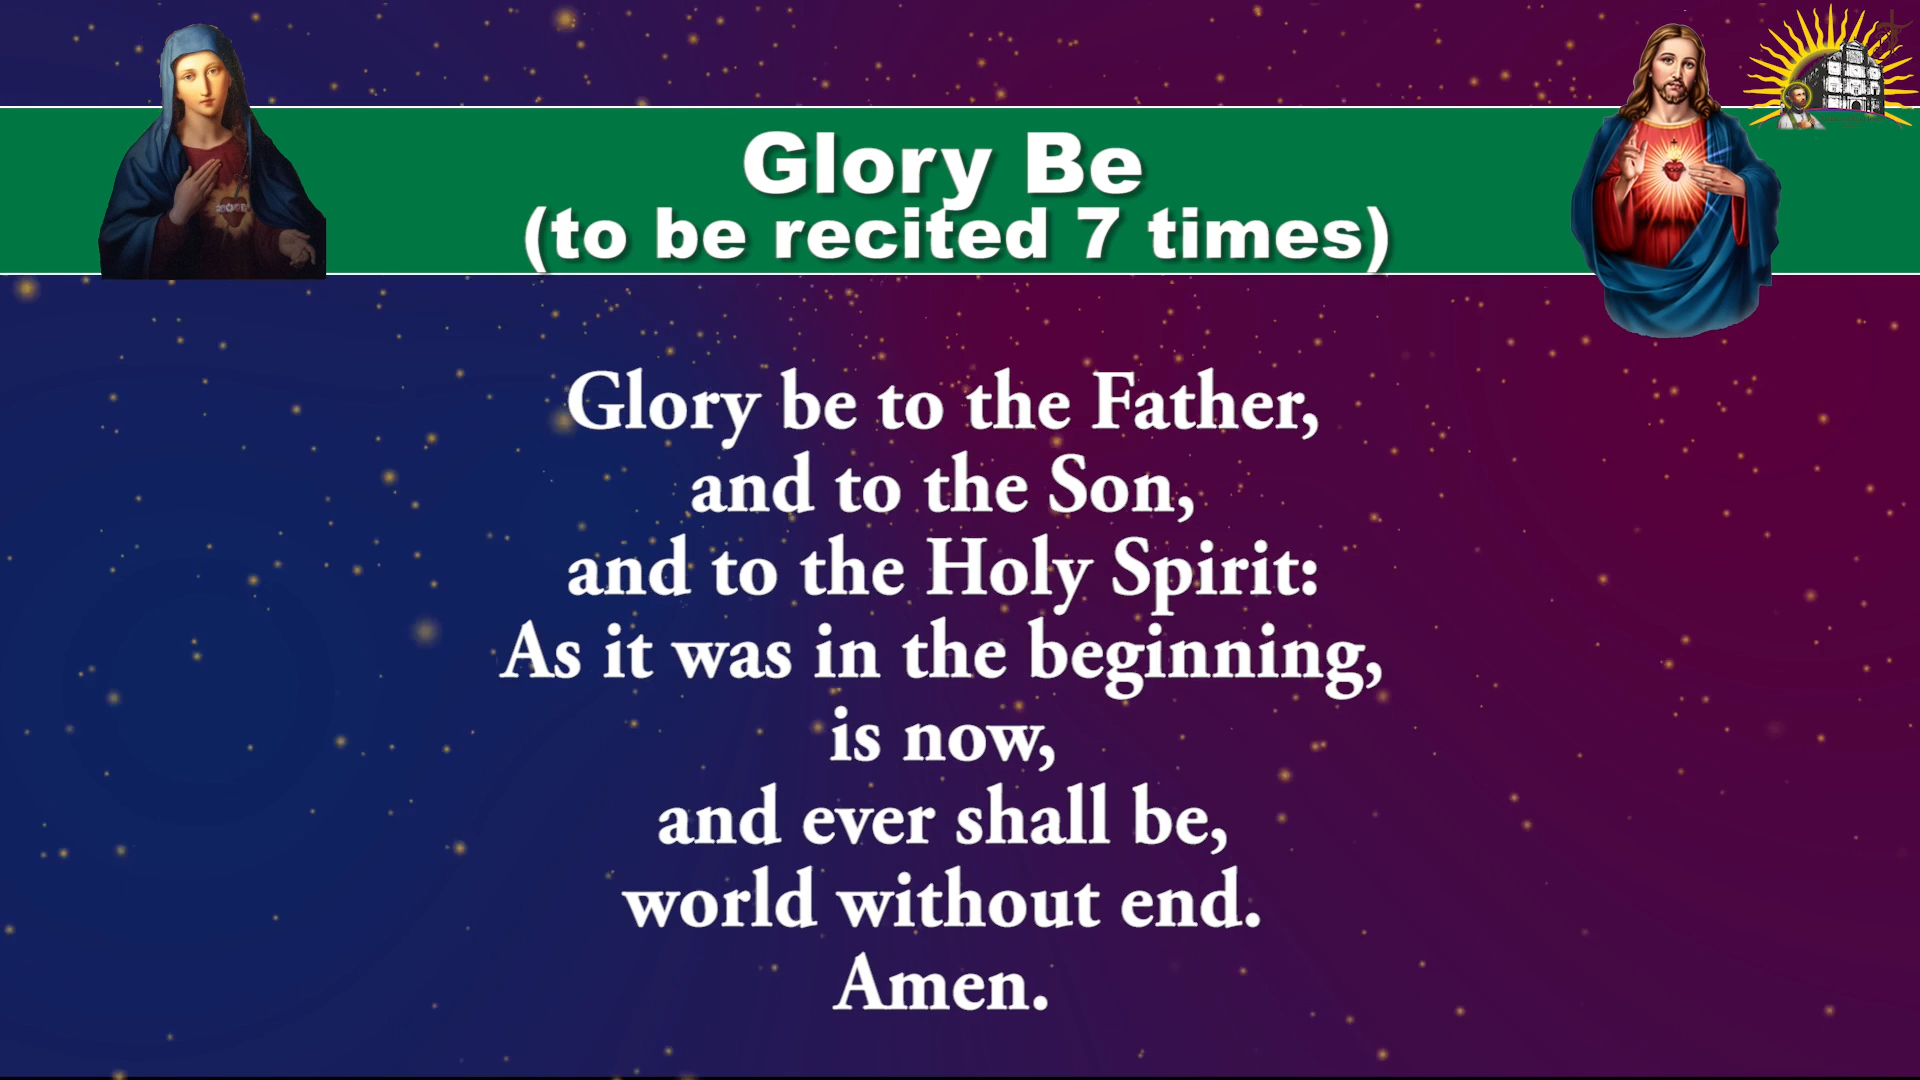 Glory Be
(to be recited 7 times)
Glory be to the Father,
and to the Son,
and to the Holy Spirit:
As it was in the beginning,
is now,
and ever shall be,
world without end.
Amen.